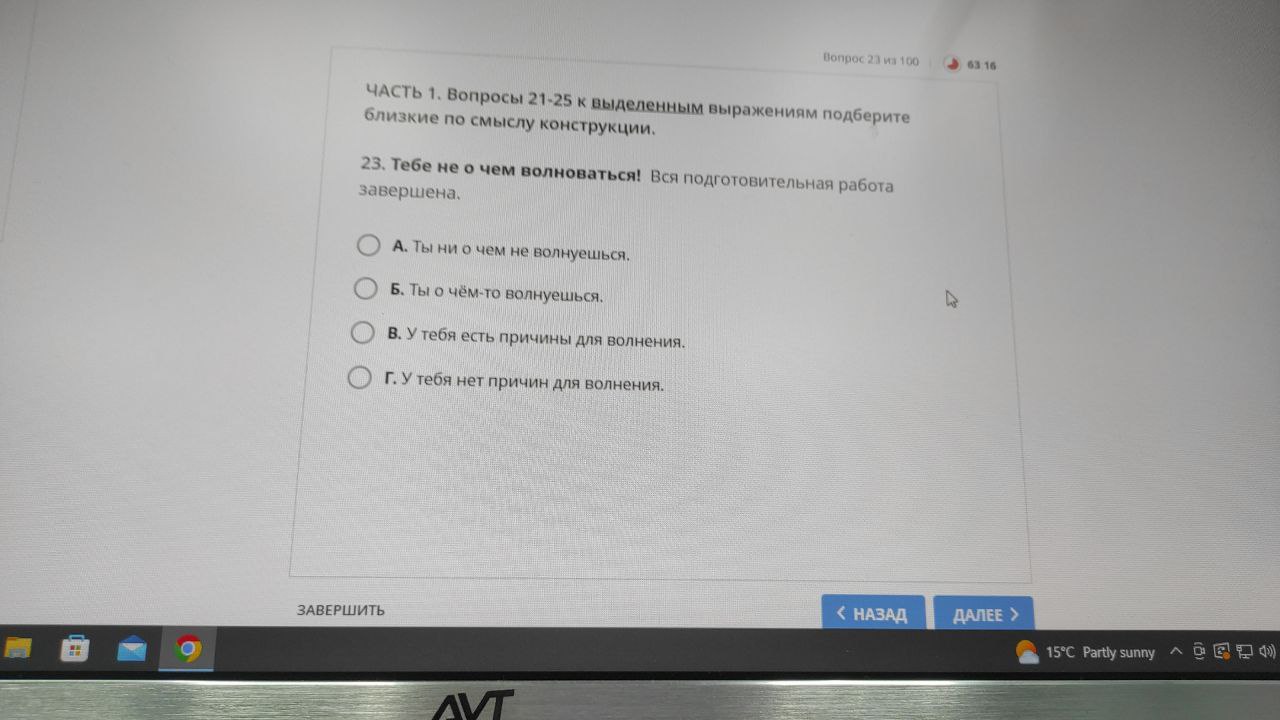 Вопрос 23 из 100 63 16
ЧАСТЬ 1. Вопросы 21-25 к выделенным выражениям подберите
близкие по смыслу конструкции.
23. Тебе не о чем волноваться! Вся подготовительная работа
завершена.
А. Ты ни о чем не волнуешься.
Б. Ты о чём-то волнуешься.
В. У тебя есть причины для волнения.
Г. У тебя нет причин для волнения.
ЗАВЕРШИТЬ
НАЗАД
ДАЛЕЕ
15°C Partly sunny
AVT